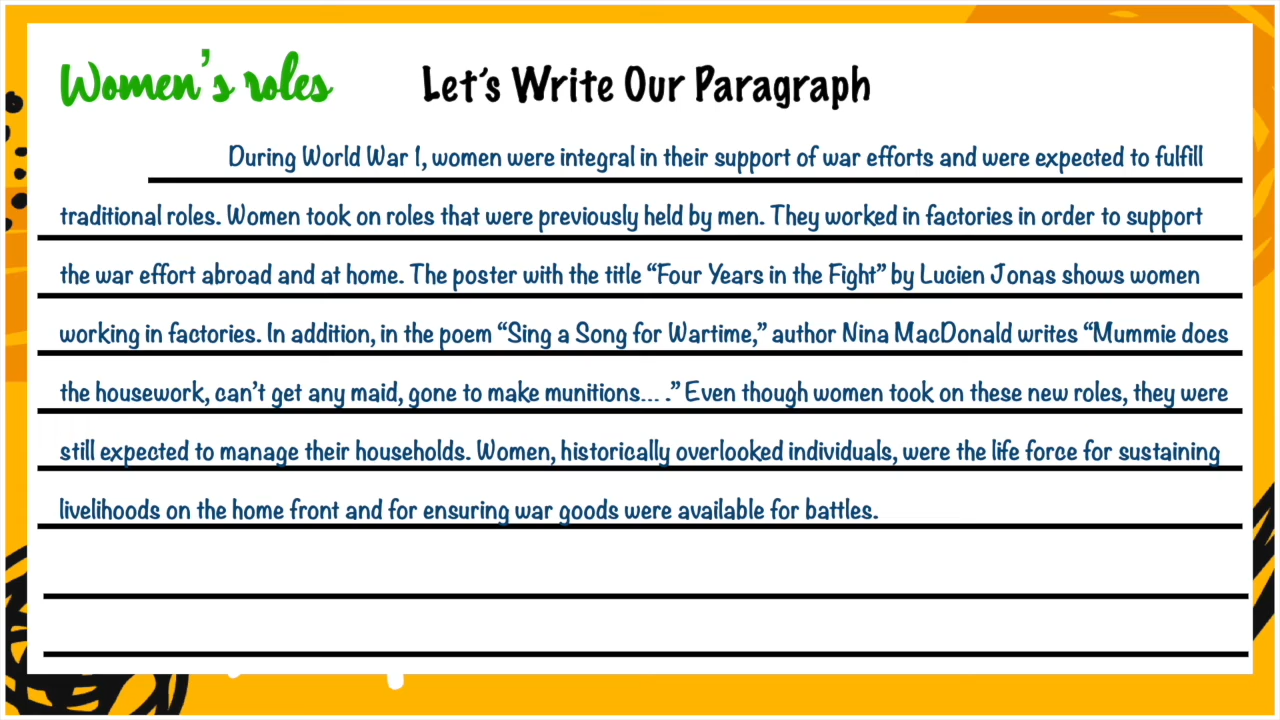 Women's roles
Let's Write Our Paragraph
During World War 1, women were integral in their support of war efforts and were expected to fulfill
traditional roles. Women took on roles that were previously held by men. They worked in factories in order to support
the war effort abroad and at home. The poster with the title “Four Years in the Fight” by Lucien Jonas shows women
working in factories. In addition, in the poem “Sing a Song for Wartime,” author Nina MacDonald writes “Mummie does
the housework, can't get any maid, gone to make munitions... .” Even though women took on these new roles, they were
still expected to manage their households. Women, historically overlooked individuals, were the life force for sustaining
livelihoods on the home front and for ensuring war goods were available for battles.